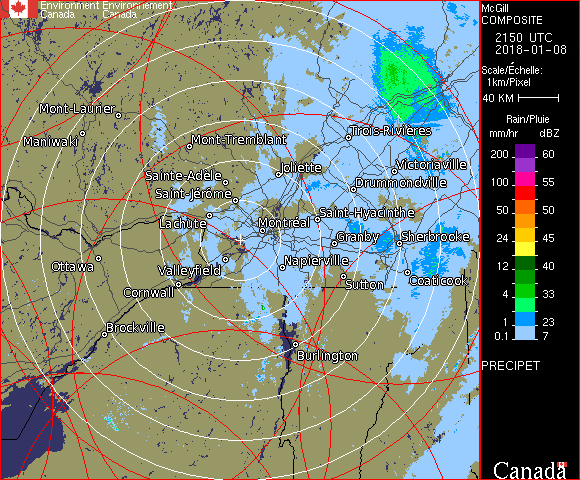 Environment Environnement
Canada Canada
McGill
COMPOSITE
2150 UTC
2018-01-08
Scale/Échelle:
1km/Pixel
40 KM
Rain/Pluie
mm/hr dBZ
200 60
100 55
50 50
24 45
12 40
4 33
1 23
0.1 7
PRECIPET
Mont-Laurier
Maniwaki
Mont-Tremblant
Trois-Rivières
Joliette
Victoriaville
Sainte-Adèle
Drummondville
Saint-Jérôme
Lachute
Montréal
Saint-Hyacinthe
Granby
Sherbrooke
Ottawa
Valleyfield
Napierville
Cornwall
Sutton
Coaticook
Brockville
Burlington
Canada